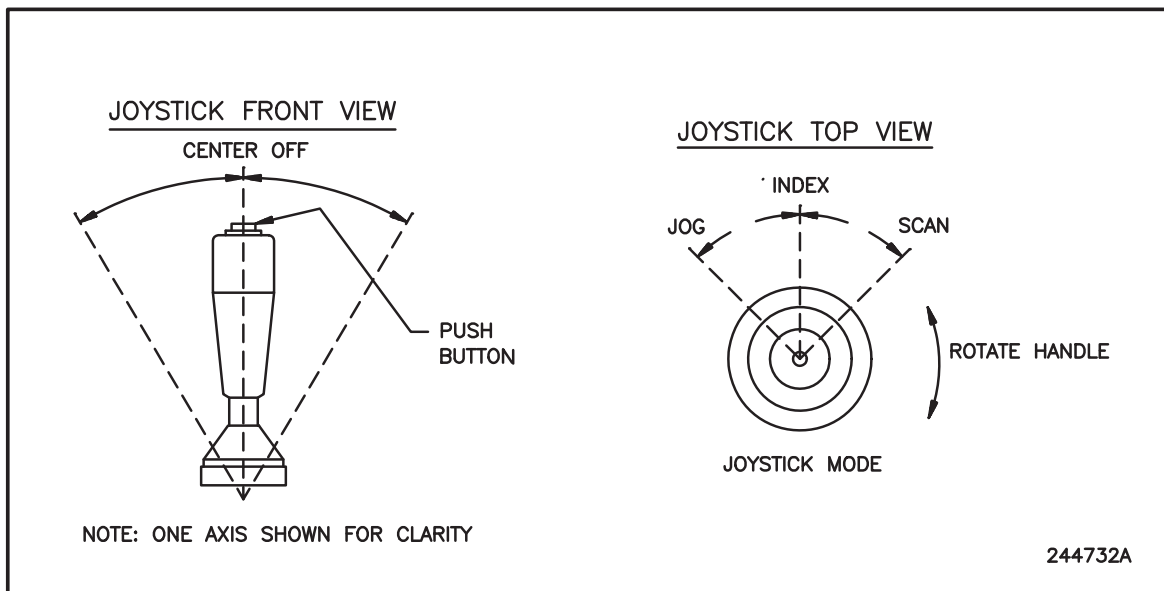 JOYSTICK FRONT VIEW
CENTER OFF
PUSH
BUTTON
NOTE: ONE AXIS SHOWN FOR CLARITY
JOYSTICK TOP VIEW
INDEX
JOG
SCAN
ROTATE HANDLE
JOYSTICK MODE
244732A